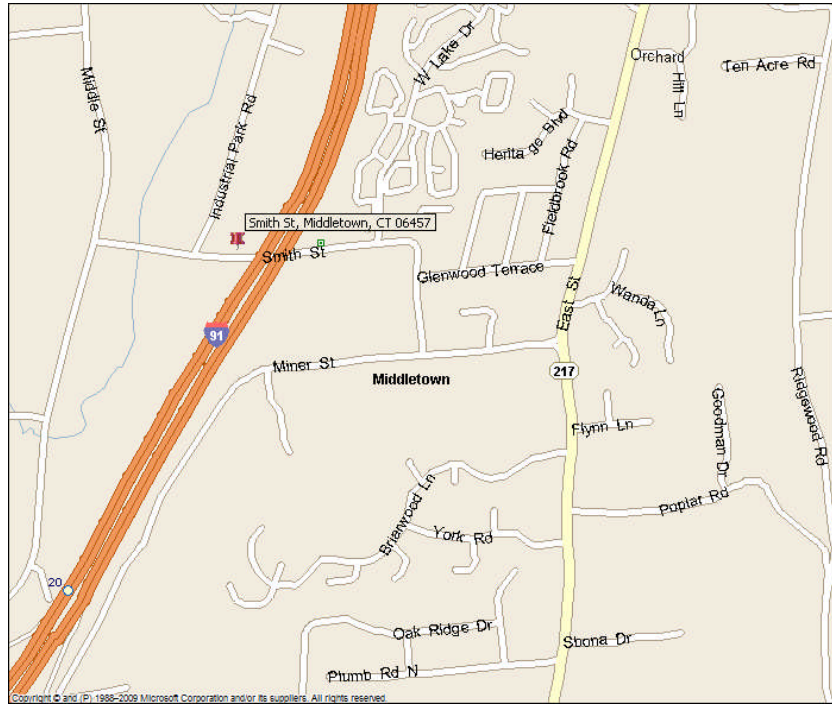 W Lake Dr
Orchard
Hill Ln
Ten Acre Rd
Middle St
Industrial Park Rd
Heritage Blvd
Fieldbrook Rd
Smith St, Middletown, CT 06457
Smith St
Glenwood Terrace
East St
Wanda Ln
91
Miner St
Middletown
217
Ridgewood Rd
Goodman Dr
Flynn Ln
Briarwood Ln
Poplar Rd
York Rd
20
Oak Ridge Dr
Shona Dr
Plumb Rd N
Copyright © and (P) 1988–2009 Microsoft Corporation and/or its suppliers. All rights reserved.